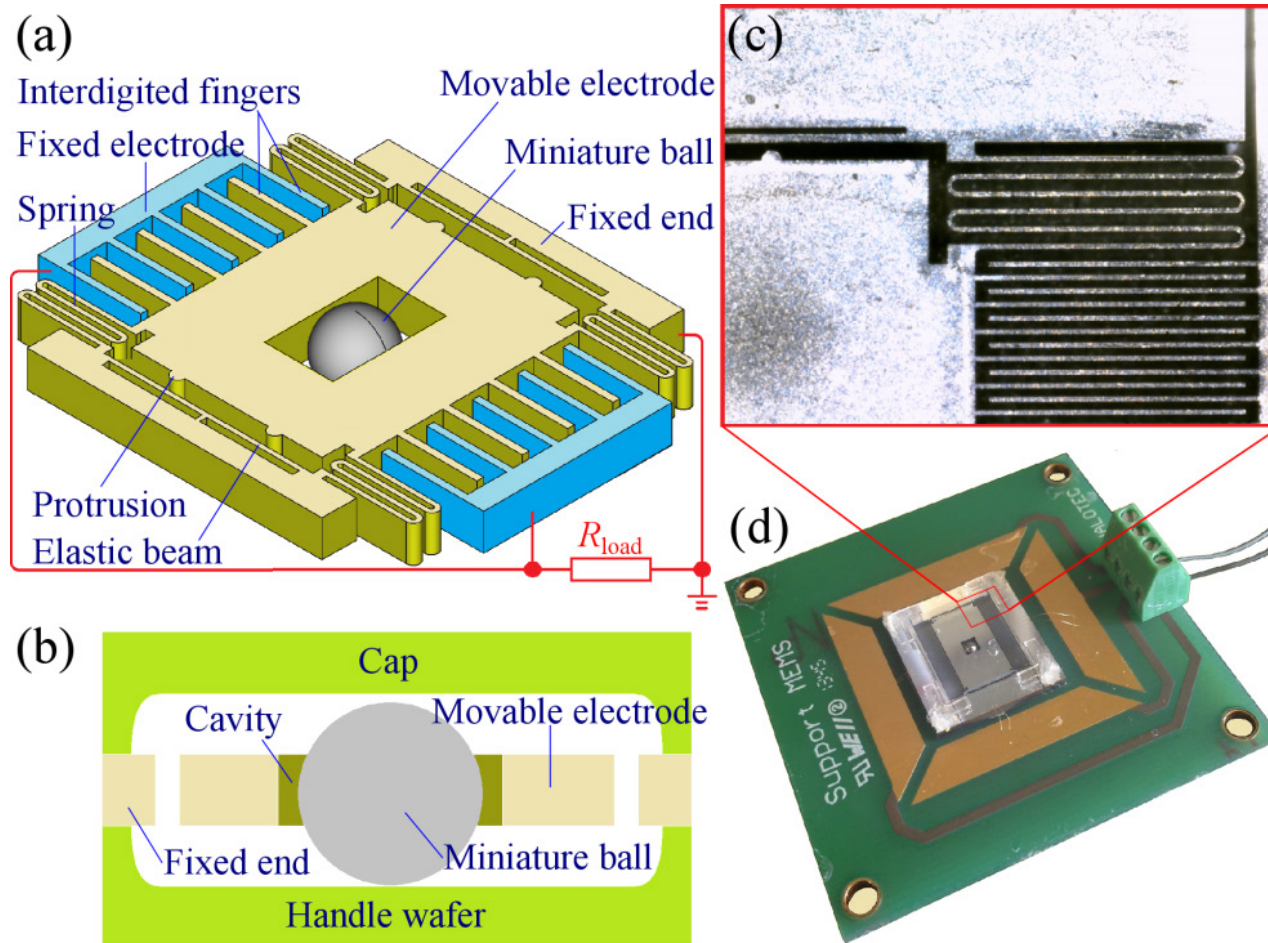 (a)
Interdigited fingers
Fixed electrode
Spring
Movable electrode
Miniature ball
Fixed end
Protrusion
Elastic beam
Rload
(b)
Cap
Cavity
Movable electrode
Fixed end
Miniature ball
Handle wafer
(c)
(d)
Support MEMS